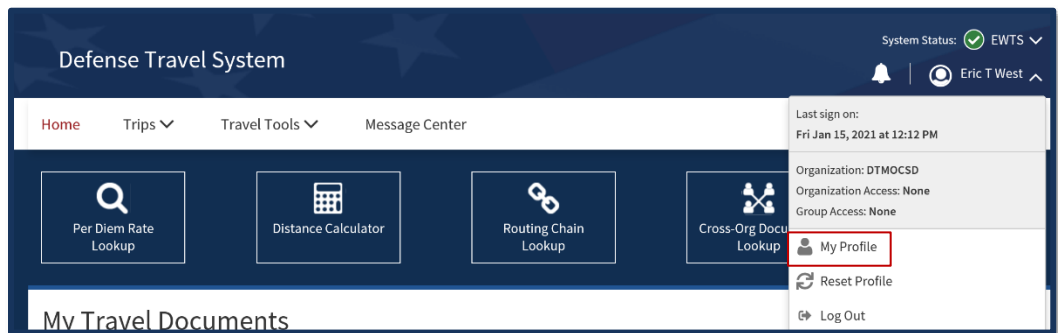 System Status: EWTS
Defense Travel System
Eric T West
Home Trips Travel Tools Message Center
Last sign on:
Fri Jan 15, 2021 at 12:12 PM
Organization: DTMOCSD
Organization Access: None
Group Access: None
Per Diem Rate
Lookup
Distance Calculator
Routing Chain
Lookup
Cross-Org Docu
Lookup
My Profile
Reset Profile
Log Out
My Travel Documents